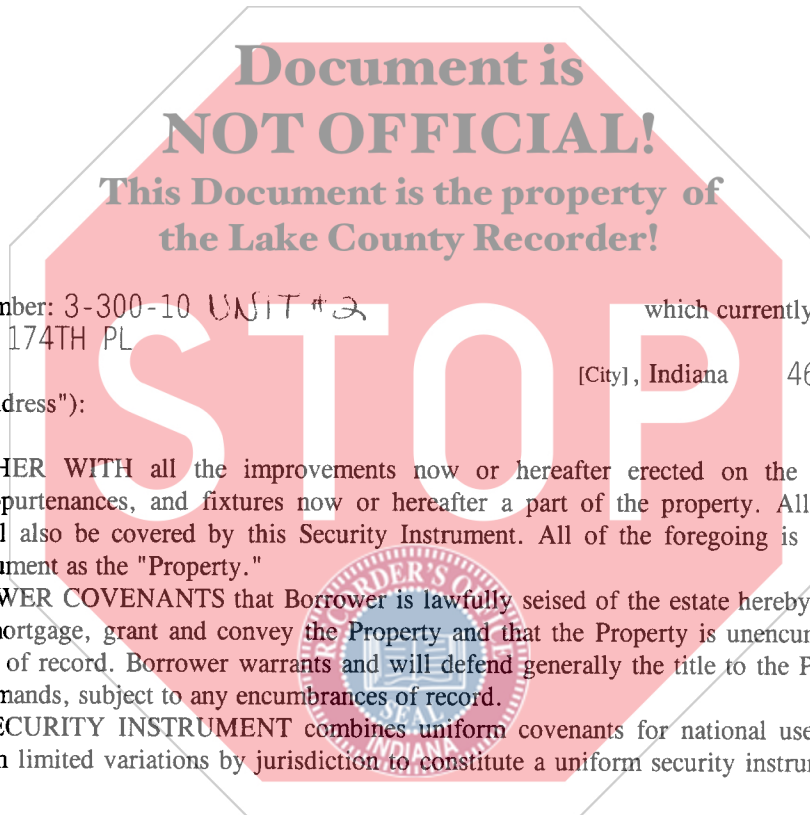 Document is
NOT OFFICIAL!
This Document is the property of
the Lake County Recorder!
mber: 3-300-10 UNIT #2 which currently
174TH PL
[City], Indiana 46
dress"):
STOP
HER WITH all the improvements now or hereafter erected on the
purtenances, and fixtures now or hereafter a part of the property. All
l also be covered by this Security Instrument. All of the foregoing is
ument as the "Property."
WER COVENANTS that Borrower is lawfully seised of the estate hereby
nortgage, grant and convey the Property and that the Property is unencum
of record. Borrower warrants and will defend generally the title to the P
mands, subject to any encumbrances of record.
ECURITY INSTRUMENT combines uniform covenants for national use
n limited variations by jurisdiction to constitute a uniform security instru
RECORDER'S OFFICE
SEAL
INDIANA